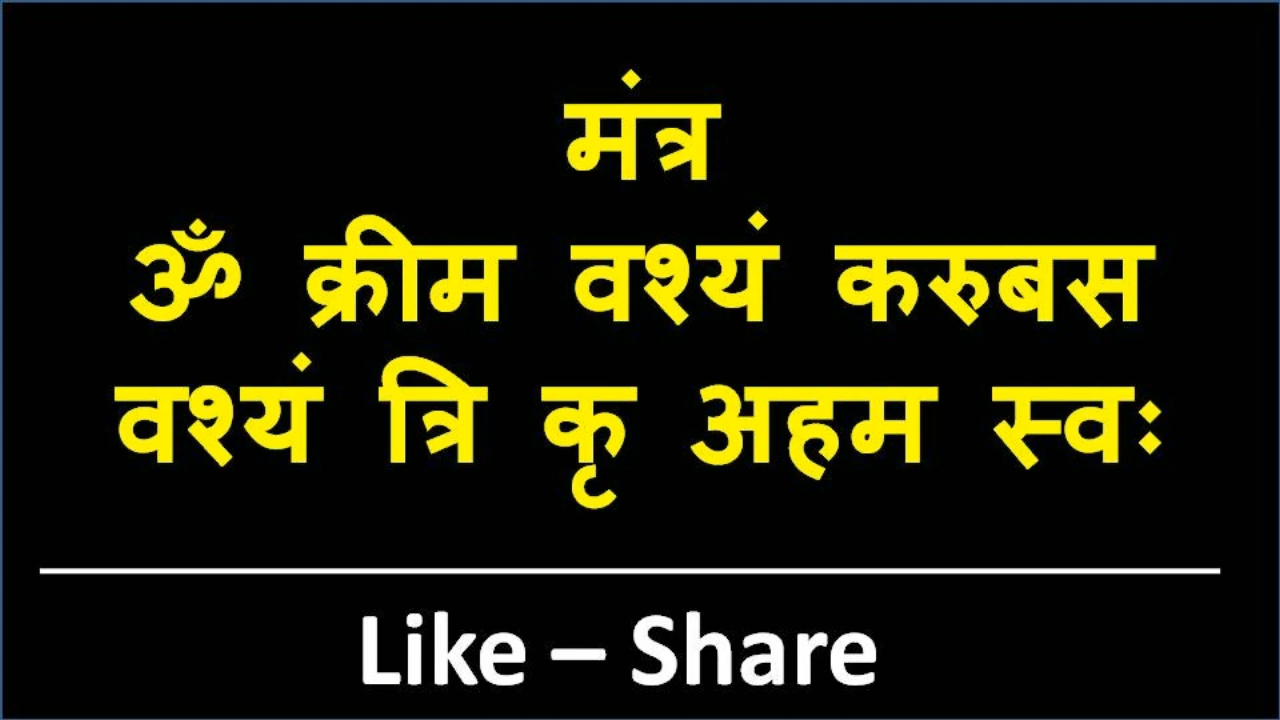 मंत्र
ॐ क्रीम वश्यं करुबस
वश्यं त्रि कृ अहम स्वः
Like – Share